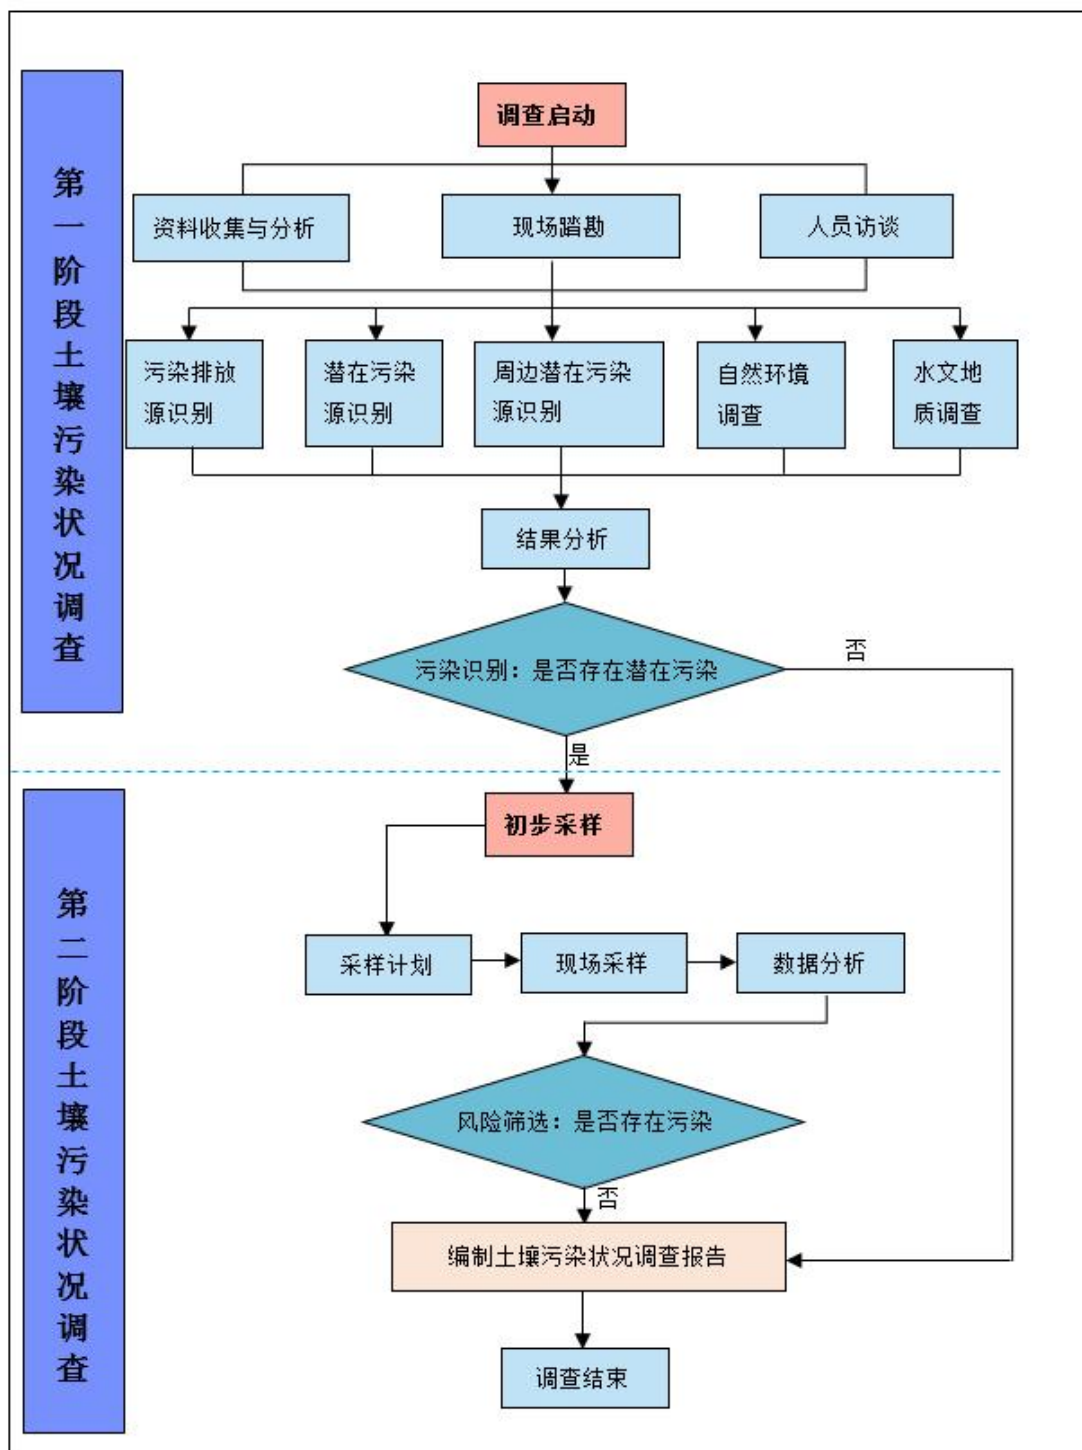 第一阶段土壤污染状况调查
调查启动
资料收集与分析
现场踏勘
人员访谈
污染排放
源识别
潜在污染
源识别
周边潜在污染
源识别
自然环境
调查
水文地
质调查
结果分析
污染识别：是否存在潜在污染
否
是
第二阶段土壤污染状况调查
初步采样
采样计划
现场采样
数据分析
风险筛选：是否存在污染
否
编制土壤污染状况调查报告
调查结束